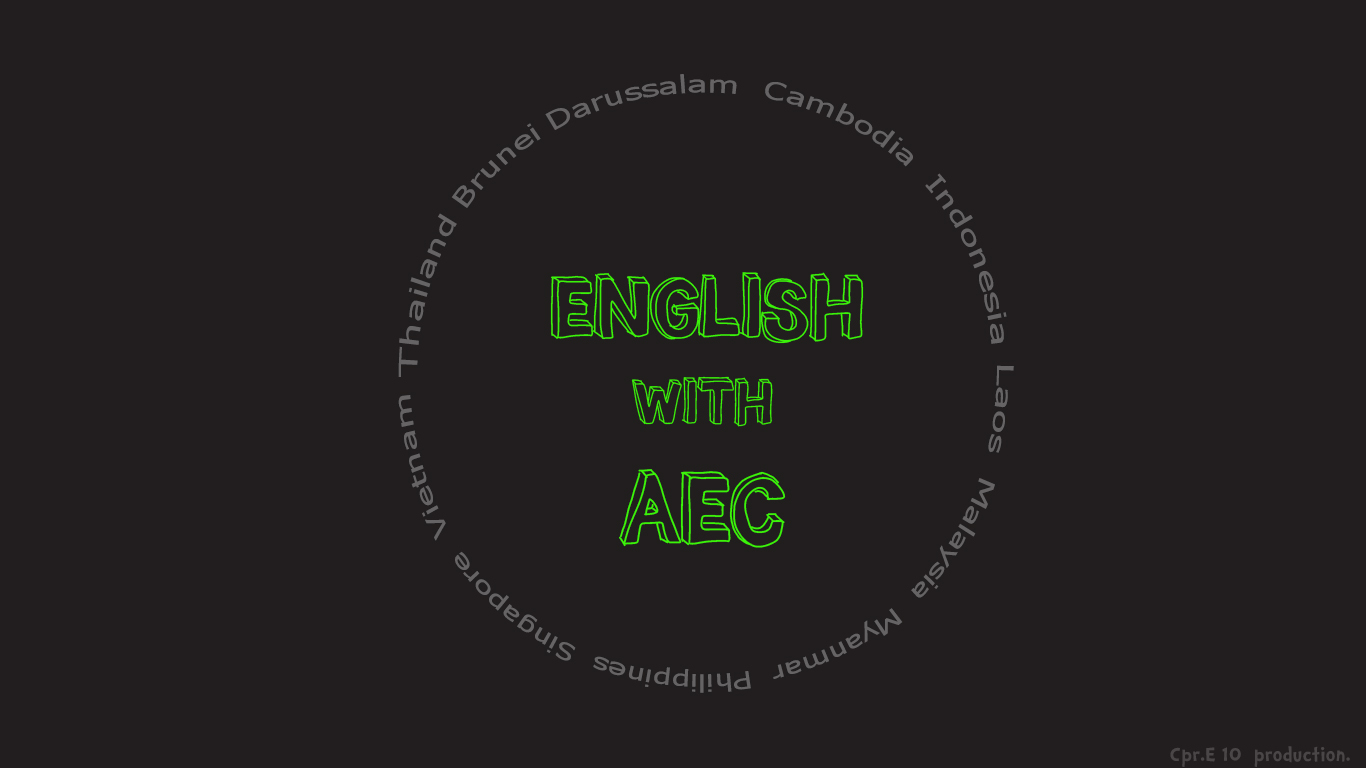 Brunei Darussalam Cambodia Indonesia Laos Malaysia Myanmar Philippines Singapore Vietnam Thailand
ENGLISH
WITH
AEC
Cpr.E 10 production.